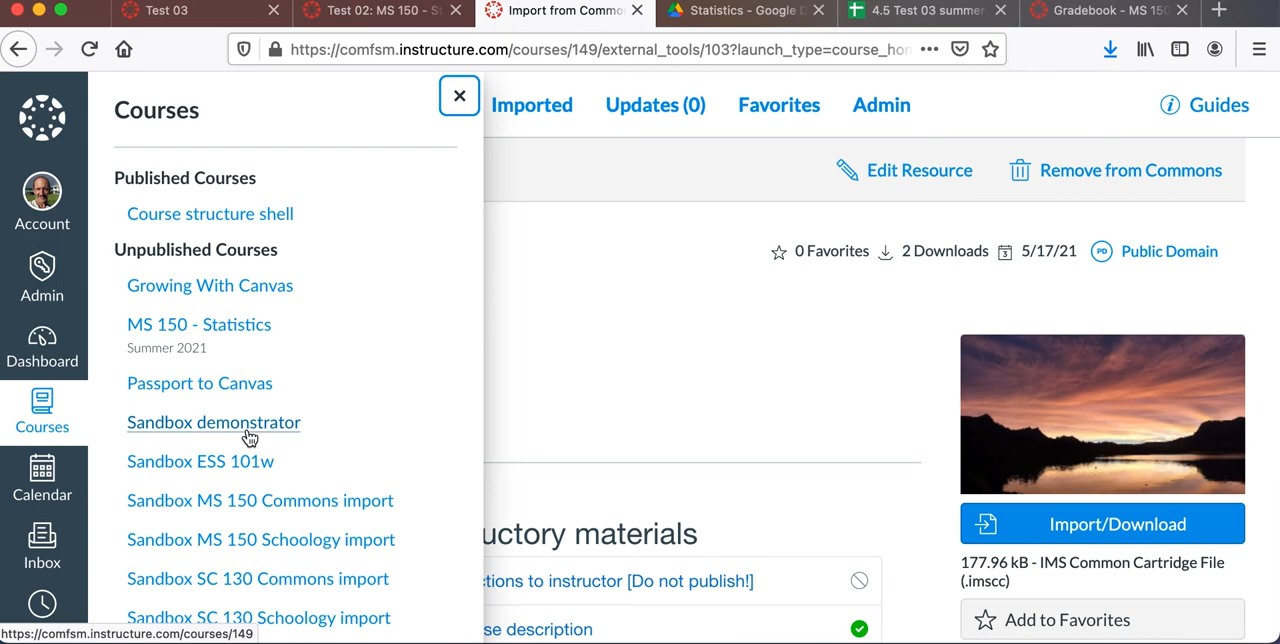 Test 03
Test 02: MS 150 - S
Import from Commo
Statistics - Google D
4.5 Test 03 summer
Gradebook - MS 150
https://comfsm.instructure.com/courses/149/external_tools/103?launch_type=course_hon
Courses
Imported
Updates (0)
Favorites
Admin
Guides
Published Courses
Course structure shell
Unpublished Courses
Growing With Canvas
MS 150 - Statistics
Summer 2021
Passport to Canvas
Sandbox demonstrator
Sandbox ESS 101w
Sandbox MS 150 Commons import
Sandbox MS 150 Schoology import
Sandbox SC 130 Commons import
Sandbox SC 130 Schoology import
Account
Admin
Dashboard
Courses
Calendar
Inbox
https://comfsm.instructure.com/courses/149
Edit Resource
Remove from Commons
0 Favorites
2 Downloads
5/17/21
PD
Public Domain
Import/Download
177.96 kB - IMS Common Cartridge File
(.imscc)
Add to Favorites
uctory materials
ctions to instructor [Do not publish!]
se description